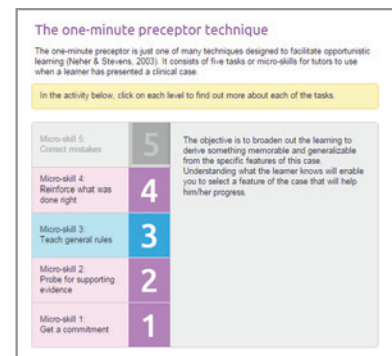 The one-minute preceptor technique
The one-minute preceptor is just one of many techniques designed to facilitate opportunistic
learning (Neher & Stevens, 2003). It consists of five tasks or micro-skills for tutors to use
when a learner has presented a clinical case.
In the activity below, click on each level to find out more about each of the tasks.
Micro-skill 5:
Correct mistakes
5
Micro-skill 4:
Reinforce what was
done right
4
Micro-skill 3:
Teach general rules
3
Micro-skill 2:
Probe for supporting
evidence
2
Micro-skill 1:
Get a commitment
1
The objective is to broaden out the learning to
derive something memorable and generalizable
from the specific features of this case.
Understanding what the learner knows will enable
you to select a feature of the case that will help
him/her progress.